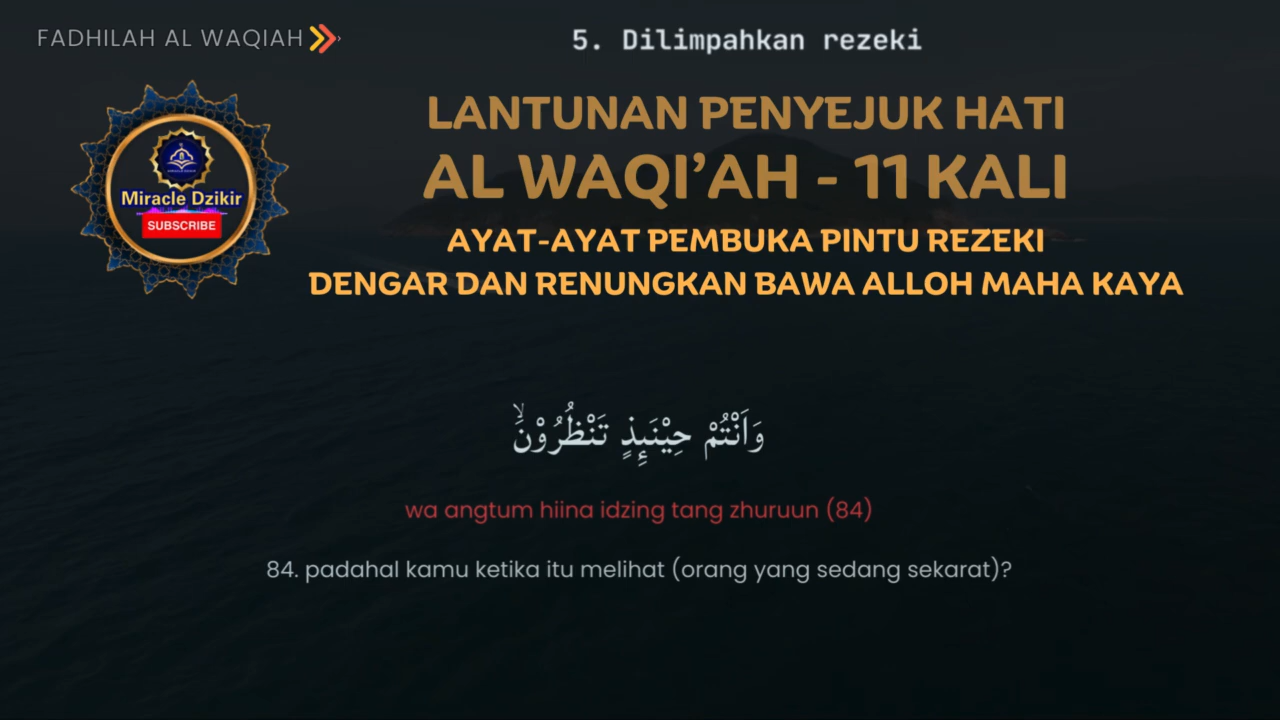 FADHILAH AL WAQIAH
5. Dilimpahkan rezeki
LANTUNAN PENYEJUK HATI
AL WAQI'AH - 11 KALI
AYAT-AYAT PEMBUKA PINTU REZEKI
DENGAR DAN RENUNGKAN BAWA ALLOH MAHA KAYA
Miracle Dzikir
SUBSCRIBE
وَاَنْتُمْ حِيْنَىِٕذٍ تَنْظُرُوْنَۙ
wa angtum hiina idzing tang zhuruun (84)
84. padahal kamu ketika itu melihat (orang yang sedang sekarat)?